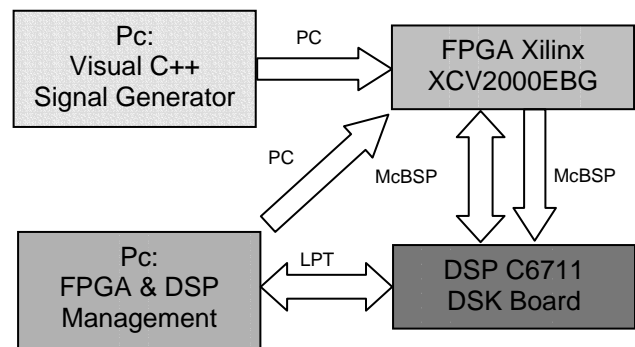 Pc:
Visual C++
Signal Generator
PC
FPGA Xilinx
XCV2000EBG
PC
McBSP
McBSP
Pc:
FPGA & DSP
Management
LPT
DSP C6711
DSK Board